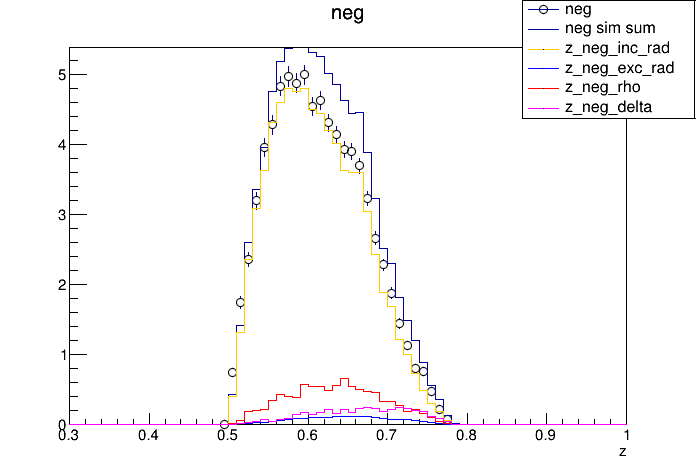 neg
neg
neg sim sum
z_neg_inc_rad
z_neg_exc_rad
z_neg_rho
z_neg_delta
5
4
3
2
1
0
0.3 0.4 0.5 0.6 0.7 0.8 0.9 1
z